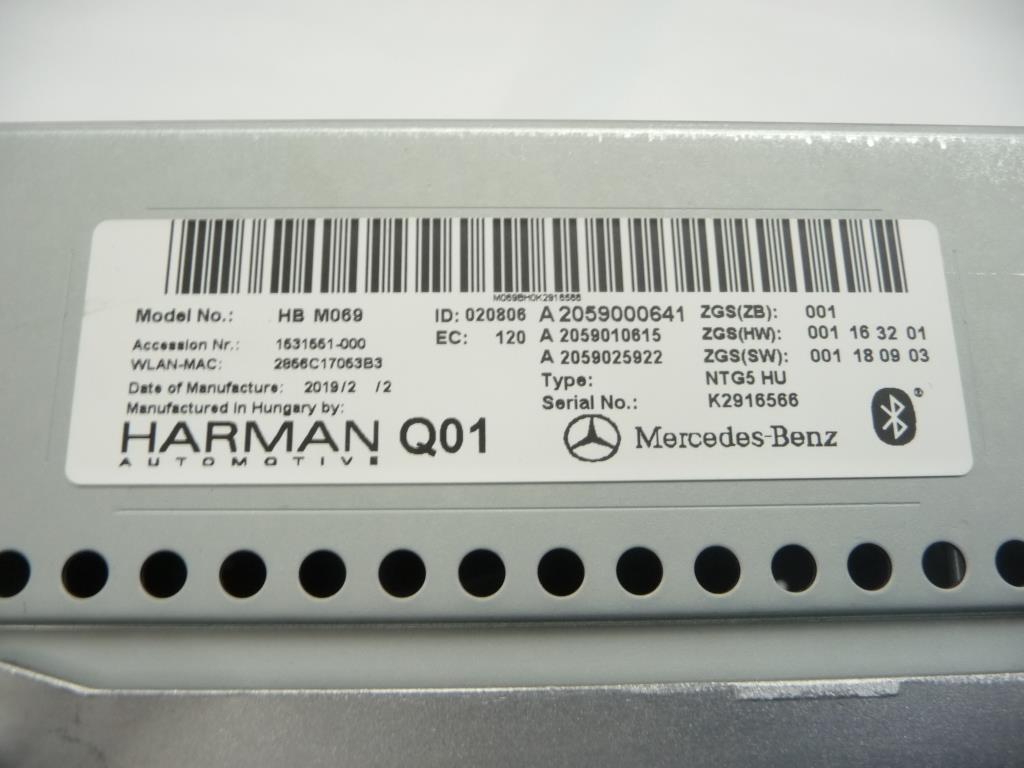 M069BH0K2916566
Model No.: HB M069 ID: 020806 A 2059000641 ZGS(ZB): 001
EC: 120 A 2059010615 ZGS(HW): 001 16 32 01
Accession Nr.: 1531551-000 A 2059025922 ZGS(SW): 001 18 09 03
WLAN-MAC: 2856C17053B3
Type: NTG5 HU
Date of Manufacture: 2019/2 /2
Serial No.: K2916566
Manufactured in Hungary by:
HARMAN Q01 Mercedes-Benz
AUTOMOTIVE